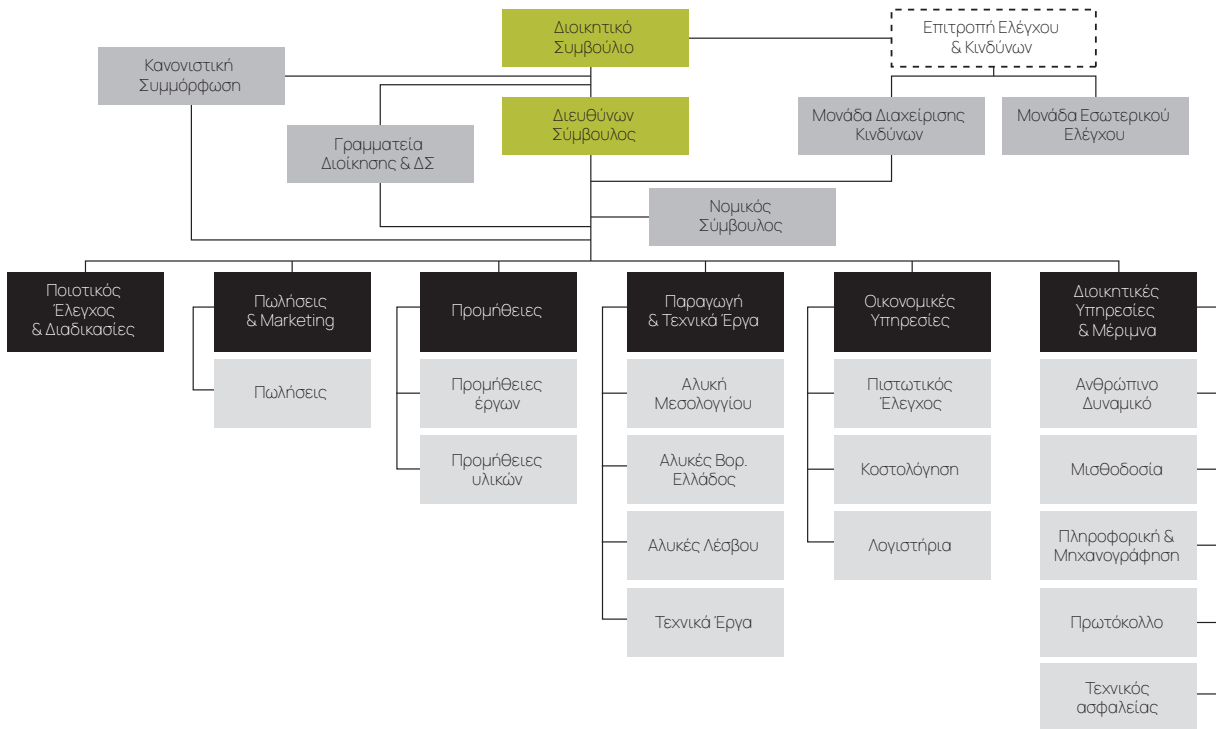 Διοικητικό
Συμβούλιο
Επιτροπή Ελέγχου
& Κινδύνων
Κανονιστική
Συμμόρφωση
Διευθύνων
Σύμβουλος
Μονάδα Διαχείρισης
Κινδύνων
Μονάδα Εσωτερικού
Ελέγχου
Γραμματεία
Διοίκησης & ΔΣ
Νομικός
Σύμβουλος
Ποιοτικός
Έλεγχος
& Διαδικασίες
Πωλήσεις
& Marketing
Προμήθειες
Παραγωγή
& Τεχνικά Έργα
Οικονομικές
Υπηρεσίες
Διοικητικές
Υπηρεσίες
& Μέριμνα
Πωλήσεις
Προμήθειες
έργων
Αλυκή
Μεσολογγίου
Πιστωτικός
Έλεγχος
Ανθρώπινο
Δυναμικό
Προμήθειες
υλικών
Αλυκές Βορ.
Ελλάδος
Κοστολόγηση
Μισθοδοσία
Αλυκές Λέσβου
Λογιστήρια
Πληροφορική &
Μηχανογράφηση
Τεχνικά Έργα
Πρωτόκολλο
Τεχνικός
ασφαλείας